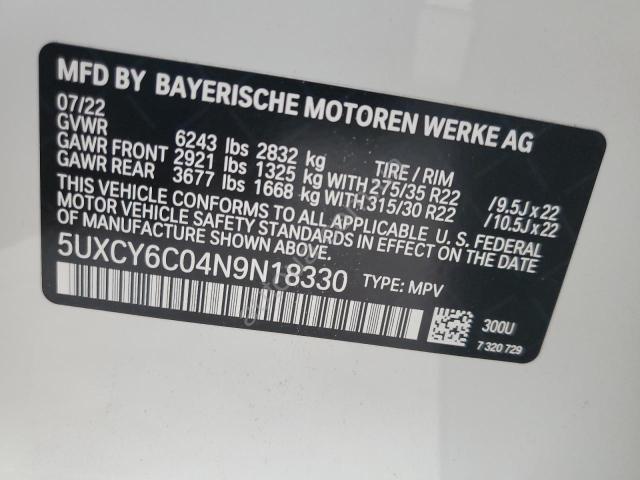 MFD BY BAYERISCHE MOTOREN WERKE AG
07/22
GVWR 6243 lbs 2832 kg TIRE / RIM
GAWR FRONT 2921 lbs 1325 kg WITH 275/35 R22 /9.5J x 22
GAWR REAR 3677 lbs 1668 kg WITH 315/30 R22 /10.5J x 22
THIS VEHICLE CONFORMS TO ALL APPLICABLE U.S. FEDERAL
MOTOR VEHICLE SAFETY STANDARDS IN EFFECT ON THE DATE
OF MANUFACTURE SHOWN ABOVE.
5UXCY6C04N9N18330 TYPE: MPV
300U
7 320 729